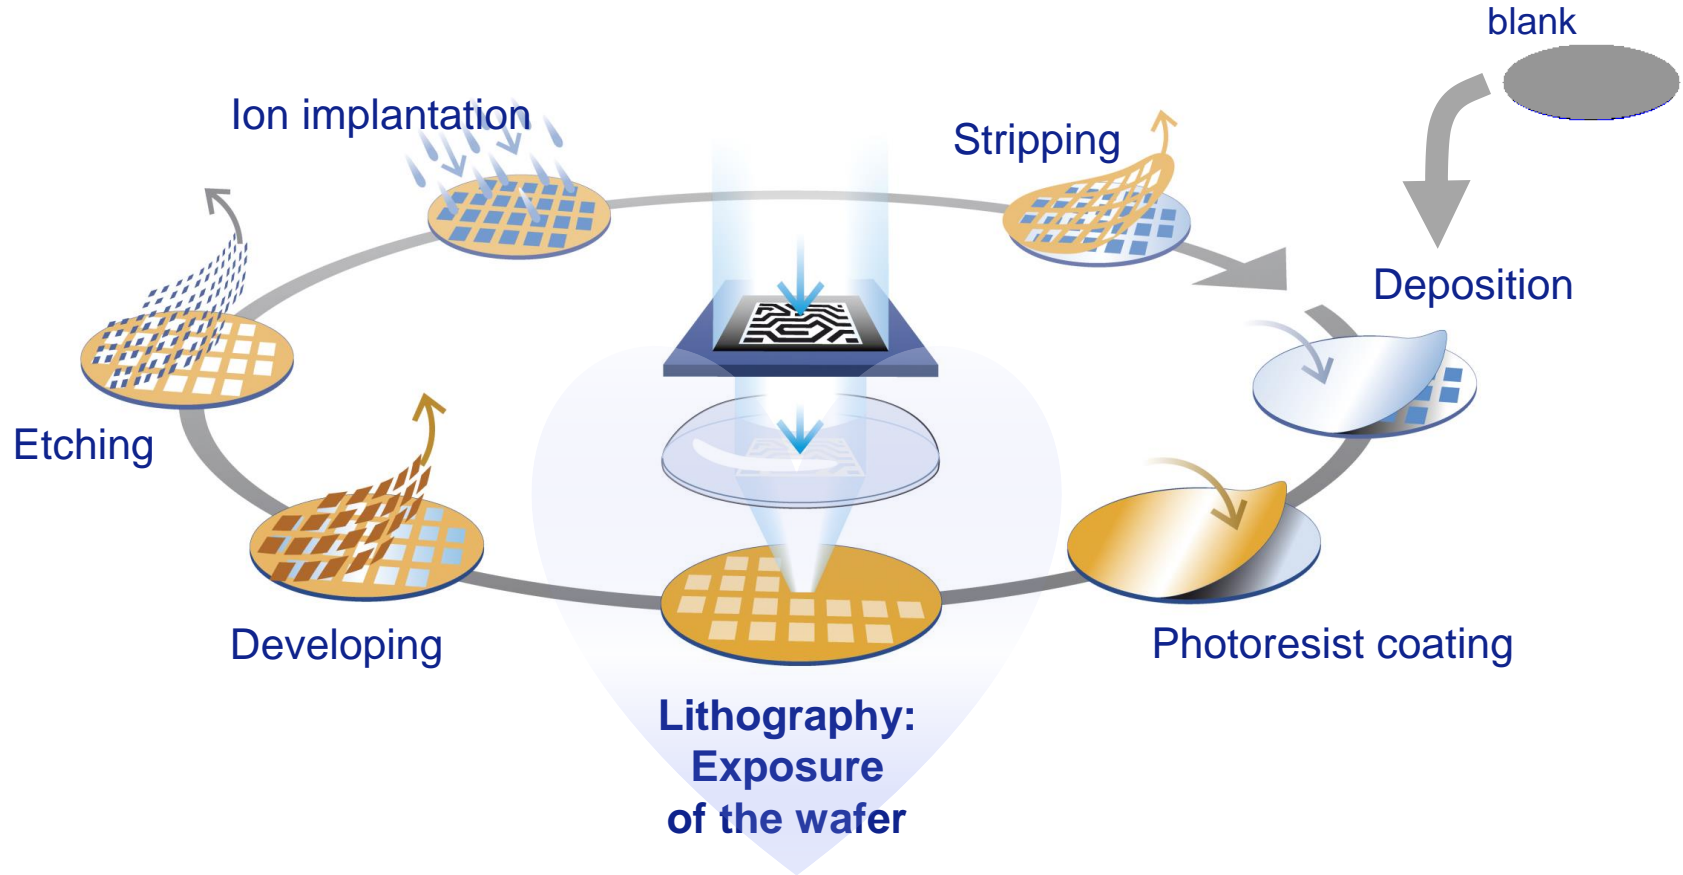 blank
Ion implantation
Stripping
Deposition
Etching
Developing
Photoresist coating
Lithography:
Exposure
of the wafer